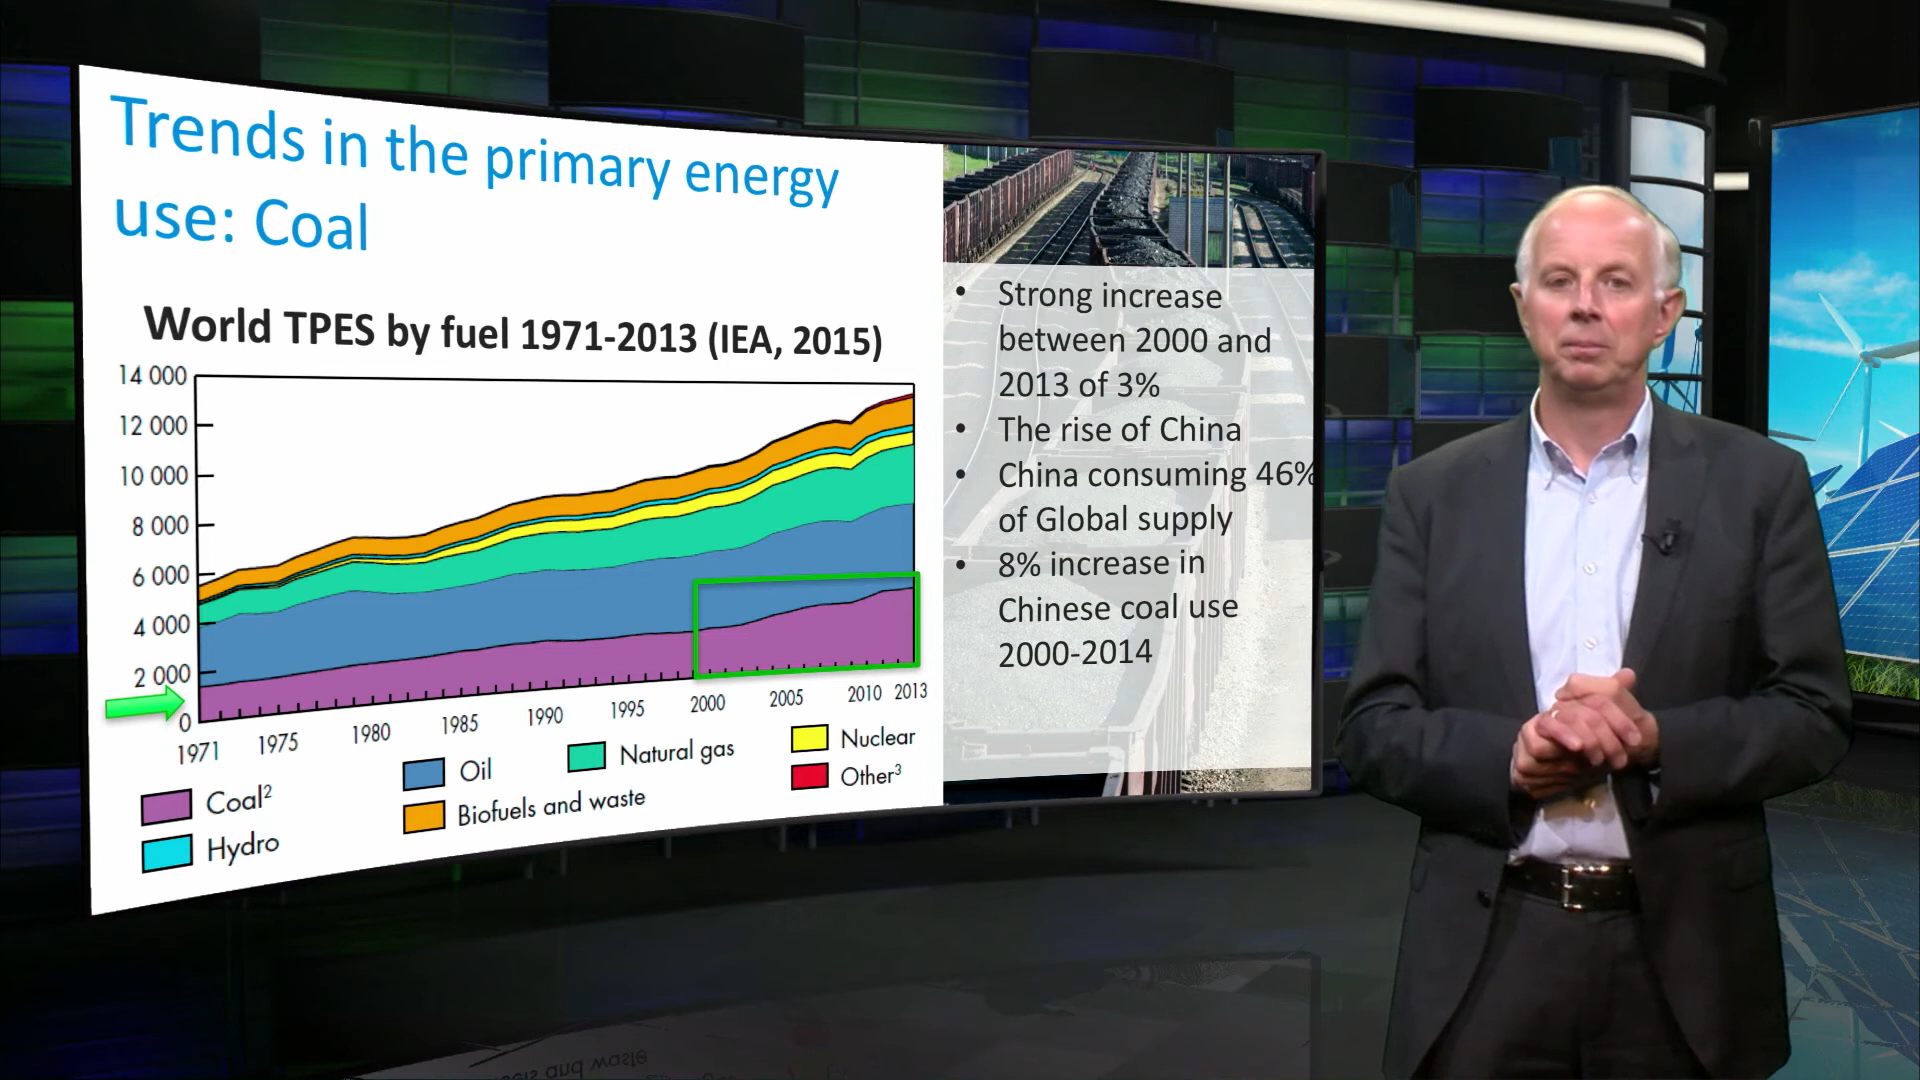 Trends in the primary energy
use: Coal
World TPES by fuel 1971-2013 (IEA, 2015)
14 000
12 000
10 000
8 000
6 000
4 000
2 000
0
1971 1975 1980 1985 1990 1995 2000 2005 2010 2013
Coal² Oil Natural gas Nuclear
Hydro Biofuels and waste Other³
• Strong increase
between 2000 and
2013 of 3%
• The rise of China
• China consuming 46%
of Global supply
• 8% increase in
Chinese coal use
2000-2014